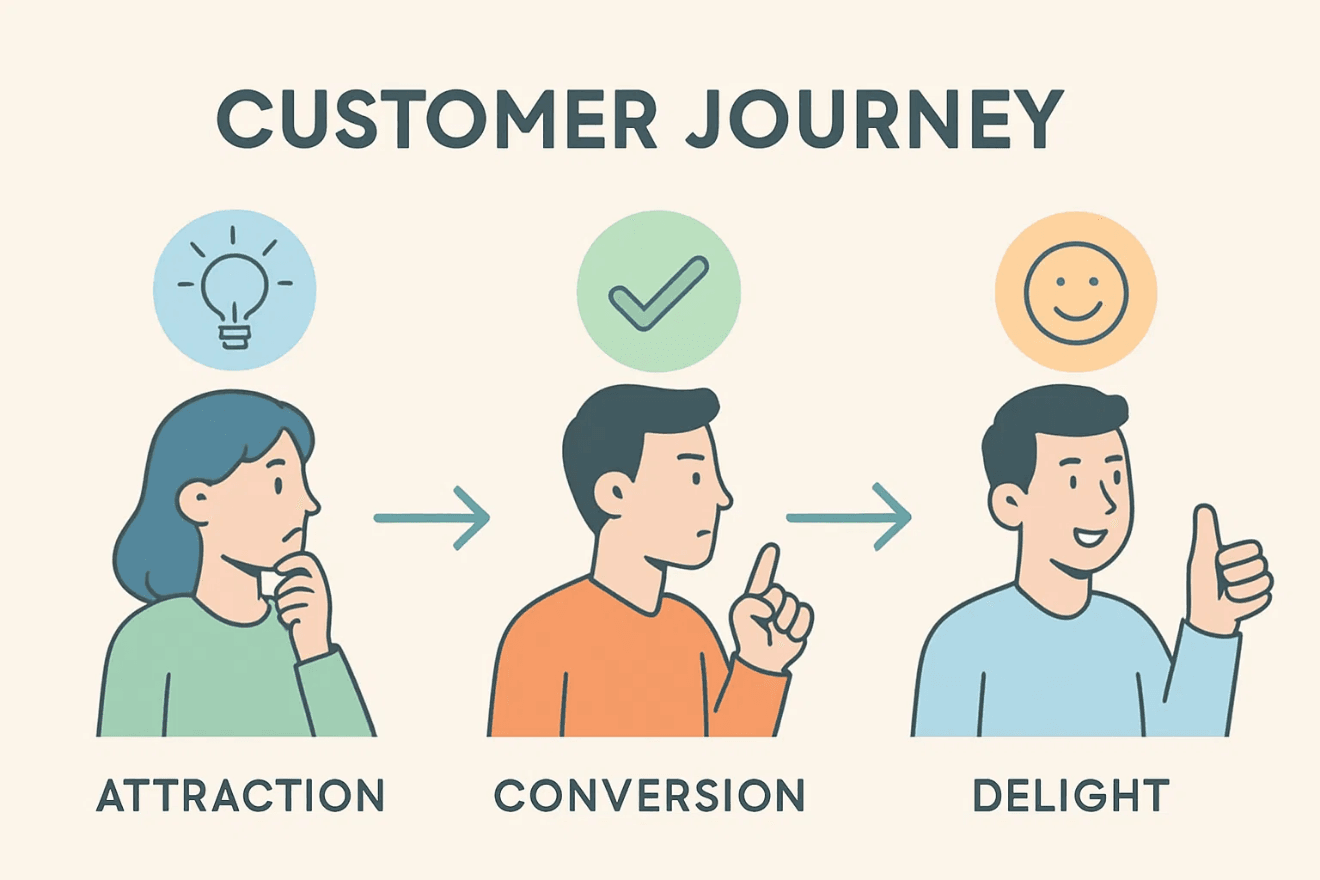 CUSTOMER JOURNEY
ATTRACTION
CONVERSION
DELIGHT